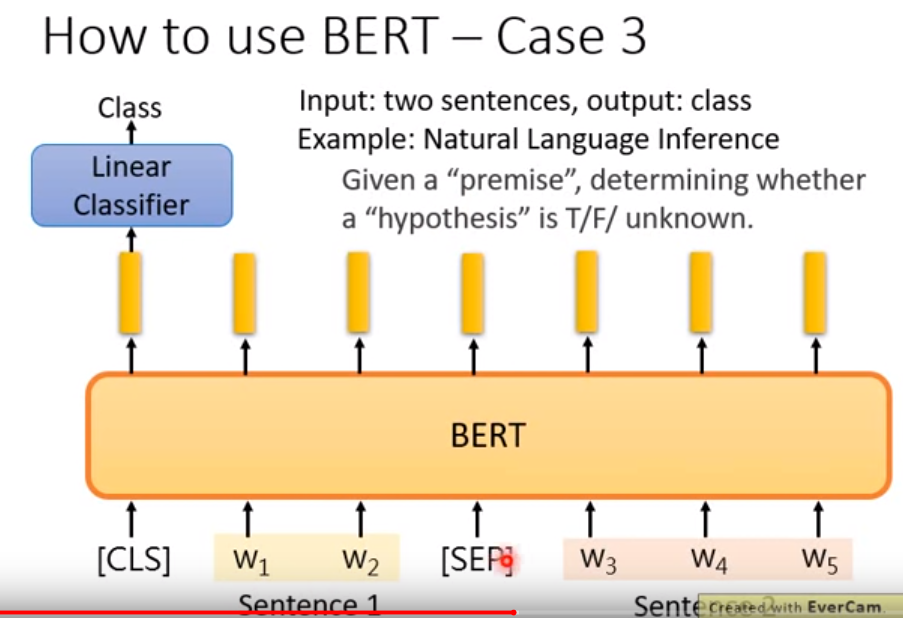 How to use BERT – Case 3
Class
Input: two sentences, output: class
Example: Natural Language Inference
Linear
Classifier
Given a “premise”, determining whether
a “hypothesis” is T/F/ unknown.
BERT
[CLS] w₁ w₂ [SEP] w₃ w₄ w₅
Sentence 1
Created with EverCam.